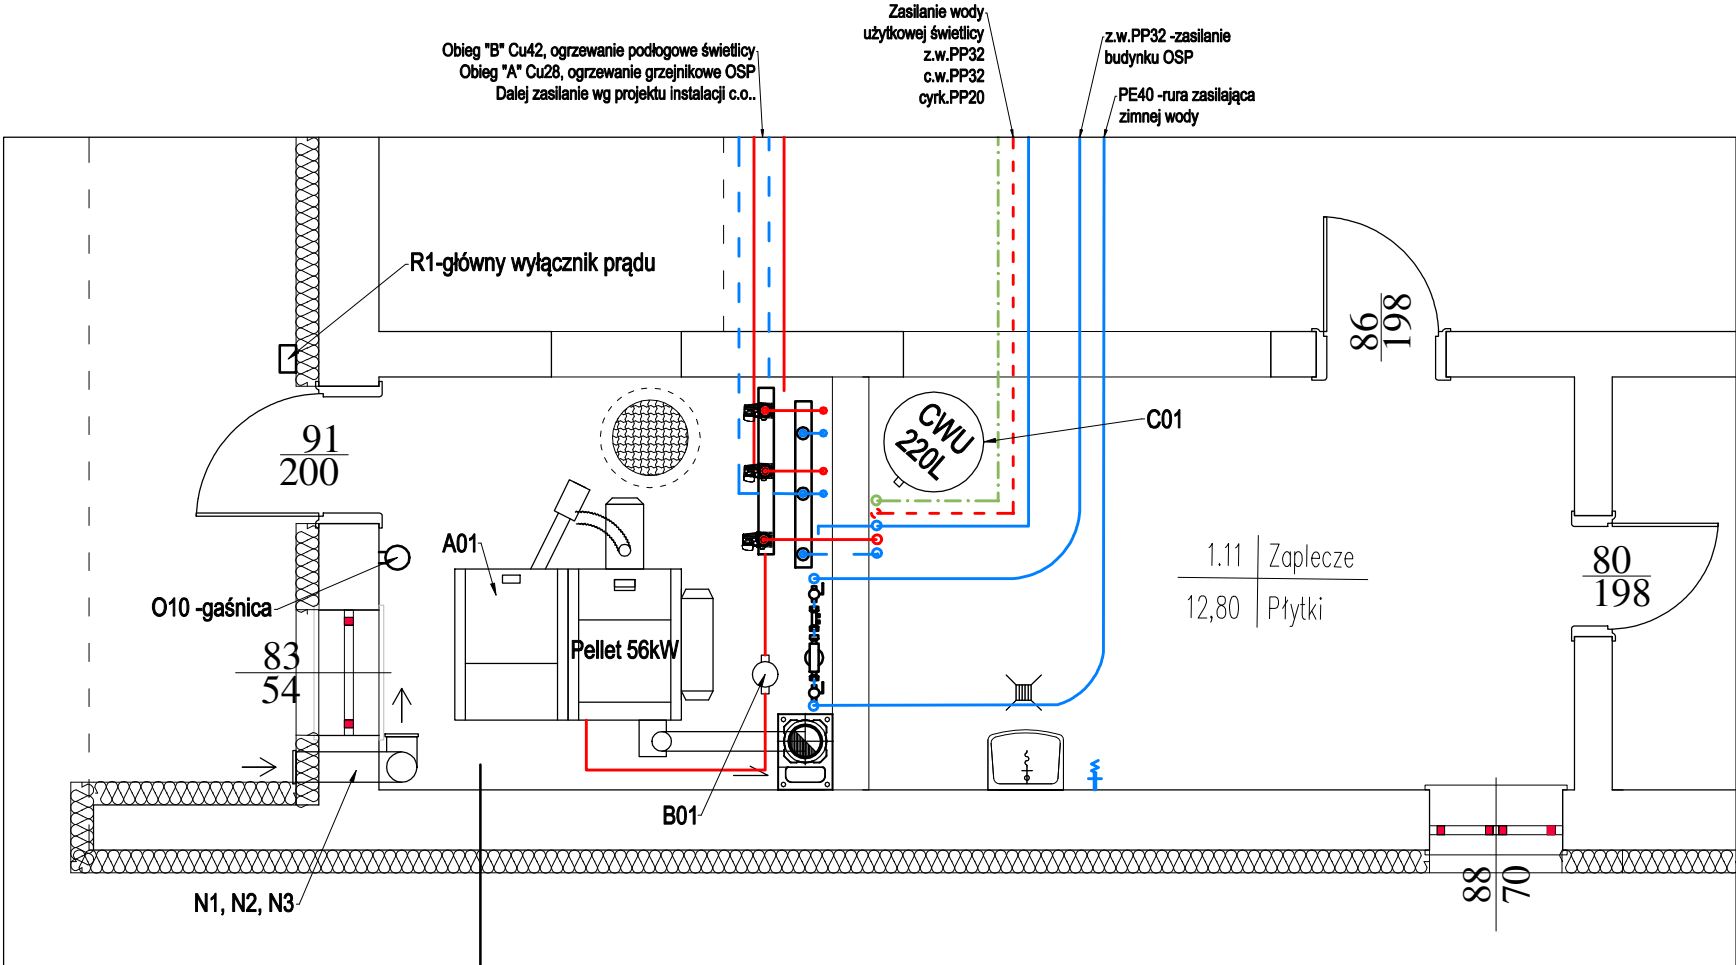 Zasilanie wody
użytkowej świetlicy
z.w.PP32
c.w.PP32
cyrk.PP20
Obieg "B" Cu42, ogrzewanie podłogowe świetlicy
Obieg "A" Cu28, ogrzewanie grzejnikowe OSP
Dalej zasilanie wg projektu instalacji c.o..
z.w.PP32 -zasilanie
budynku OSP
PE40 -rura zasilająca
zimnej wody
R1-główny wyłącznik prądu
86
198
91
200
CWU
220L
C01
A01
O10 -gaśnica
Pellet 56kW
1.11 Zaplecze
12,80 Płytki
80
198
83
54
B01
N1, N2, N3
88
70